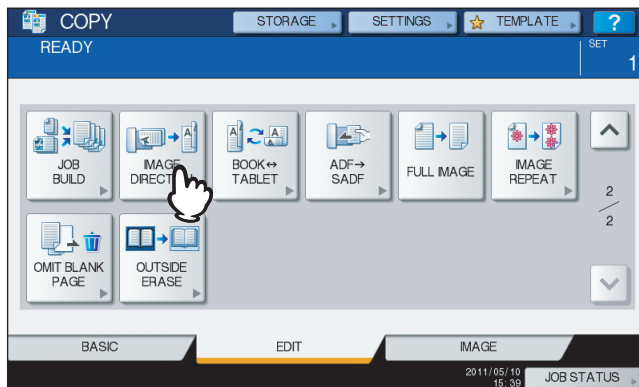 COPY
STORAGE
SETTINGS
TEMPLATE
?
READY
SET
1
JOB
BUILD
IMAGE
BOOK↔
TABLET
ADF→
SADF
FULL IMAGE
IMAGE
REPEAT
2
2
OMIT BLANK
PAGE
OUTSIDE
ERASE
BASIC
EDIT
IMAGE
2011/05/10
15:39
JOB STATUS